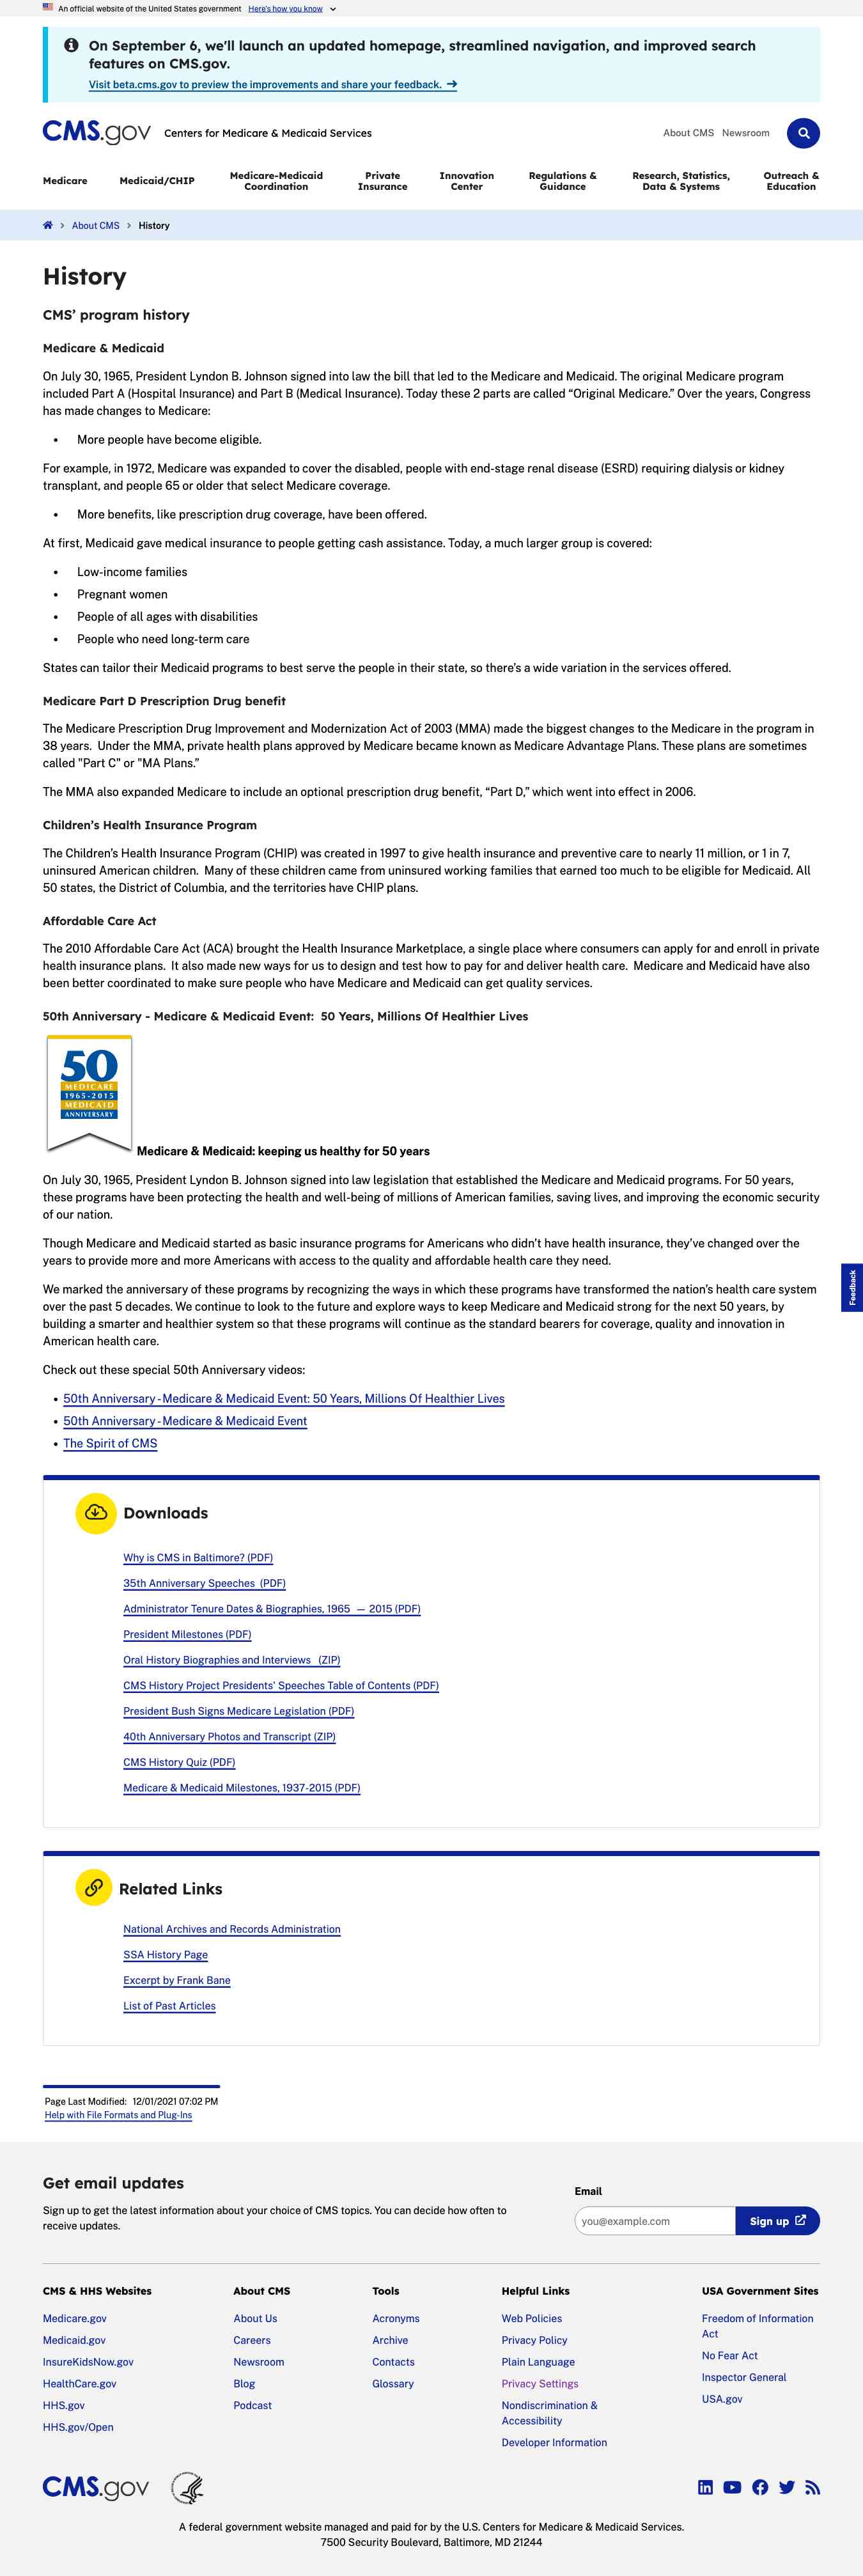 An official website of the United States government Here's how you know
On September 6, we'll launch an updated homepage, streamlined navigation, and improved search
features on CMS.gov.
Visit beta.cms.gov to preview the improvements and share your feedback.
CMS.gov Centers for Medicare & Medicaid Services
About CMS Newsroom
Medicare
Medicaid/CHIP
Medicare-Medicaid
Coordination
Private
Insurance
Innovation
Center
Regulations &
Guidance
Research, Statistics,
Data & Systems
Outreach &
Education
About CMS History
History
CMS’ program history
Medicare & Medicaid
On July 30, 1965, President Lyndon B. Johnson signed into law the bill that led to the Medicare and Medicaid. The original Medicare program
included Part A (Hospital Insurance) and Part B (Medical Insurance). Today these 2 parts are called “Original Medicare.” Over the years, Congress
has made changes to Medicare:
• More people have become eligible.
For example, in 1972, Medicare was expanded to cover the disabled, people with end-stage renal disease (ESRD) requiring dialysis or kidney
transplant, and people 65 or older that select Medicare coverage.
• More benefits, like prescription drug coverage, have been offered.
At first, Medicaid gave medical insurance to people getting cash assistance. Today, a much larger group is covered:
• Low-income families
• Pregnant women
• People of all ages with disabilities
• People who need long-term care
States can tailor their Medicaid programs to best serve the people in their state, so there’s a wide variation in the services offered.
Medicare Part D Prescription Drug benefit
The Medicare Prescription Drug Improvement and Modernization Act of 2003 (MMA) made the biggest changes to the Medicare in the program in
38 years. Under the MMA, private health plans approved by Medicare became known as Medicare Advantage Plans. These plans are sometimes
called "Part C" or "MA Plans.”
The MMA also expanded Medicare to include an optional prescription drug benefit, “Part D,” which went into effect in 2006.
Children’s Health Insurance Program
The Children’s Health Insurance Program (CHIP) was created in 1997 to give health insurance and preventive care to nearly 11 million, or 1 in 7,
uninsured American children. Many of these children came from uninsured working families that earned too much to be eligible for Medicaid. All
50 states, the District of Columbia, and the territories have CHIP plans.
Affordable Care Act
The 2010 Affordable Care Act (ACA) brought the Health Insurance Marketplace, a single place where consumers can apply for and enroll in private
health insurance plans. It also made new ways for us to design and test how to pay for and deliver health care. Medicare and Medicaid have also
been better coordinated to make sure people who have Medicare and Medicaid can get quality services.
50th Anniversary - Medicare & Medicaid Event: 50 Years, Millions Of Healthier Lives
50
MEDICARE
1965-2015
MEDICAID
ANNIVERSARY
Medicare & Medicaid: keeping us healthy for 50 years
On July 30, 1965, President Lyndon B. Johnson signed into law legislation that established the Medicare and Medicaid programs. For 50 years,
these programs have been protecting the health and well-being of millions of American families, saving lives, and improving the economic security
of our nation.
Though Medicare and Medicaid started as basic insurance programs for Americans who didn’t have health insurance, they’ve changed over the
years to provide more and more Americans with access to the quality and affordable health care they need.
We marked the anniversary of these programs by recognizing the ways in which these programs have transformed the nation’s health care system
over the past 5 decades. We continue to look to the future and explore ways to keep Medicare and Medicaid strong for the next 50 years, by
building a smarter and healthier system so that these programs will continue as the standard bearers for coverage, quality and innovation in
American health care.
Feedback
Check out these special 50th Anniversary videos:
• 50th Anniversary - Medicare & Medicaid Event: 50 Years, Millions Of Healthier Lives
• 50th Anniversary - Medicare & Medicaid Event
• The Spirit of CMS
Downloads
Why is CMS in Baltimore? (PDF)
35th Anniversary Speeches (PDF)
Administrator Tenure Dates & Biographies, 1965 — 2015 (PDF)
President Milestones (PDF)
Oral History Biographies and Interviews (ZIP)
CMS History Project Presidents' Speeches Table of Contents (PDF)
President Bush Signs Medicare Legislation (PDF)
40th Anniversary Photos and Transcript (ZIP)
CMS History Quiz (PDF)
Medicare & Medicaid Milestones, 1937-2015 (PDF)
Related Links
National Archives and Records Administration
SSA History Page
Excerpt by Frank Bane
List of Past Articles
Page Last Modified: 12/01/2021 07:02 PM
Help with File Formats and Plug-Ins
Get email updates
Sign up to get the latest information about your choice of CMS topics. You can decide how often to
receive updates.
Email
you@example.com
Sign up
CMS & HHS Websites
Medicare.gov
Medicaid.gov
InsureKidsNow.gov
HealthCare.gov
HHS.gov
HHS.gov/Open
About CMS
About Us
Careers
Newsroom
Blog
Podcast
Tools
Acronyms
Archive
Contacts
Glossary
Helpful Links
Web Policies
Privacy Policy
Plain Language
Privacy Settings
Nondiscrimination &
Accessibility
Developer Information
USA Government Sites
Freedom of Information
Act
No Fear Act
Inspector General
USA.gov
CMS.gov
A federal government website managed and paid for by the U.S. Centers for Medicare & Medicaid Services.
7500 Security Boulevard, Baltimore, MD 21244